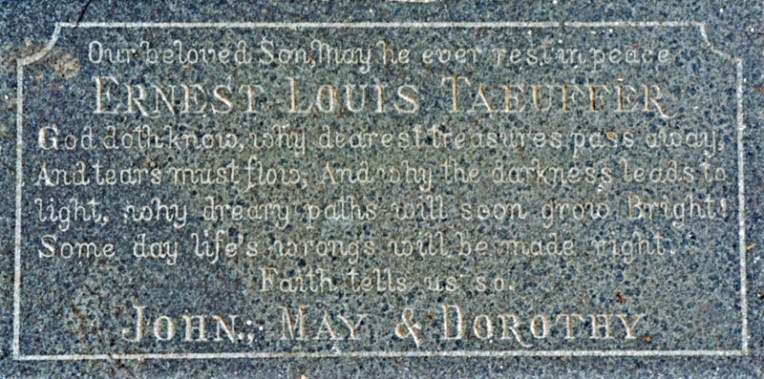 Our beloved Son, May he ever rest in peace
ERNEST LOUIS TAEUFFER
God doth know, why dearest treasures pass away,
And tears must flow, And why the darkness leads to
light, why dreary paths will soon grow Bright!
Some day life's wrongs will be made right.
Faith tells us so.
JOHN; MAY & DOROTHY